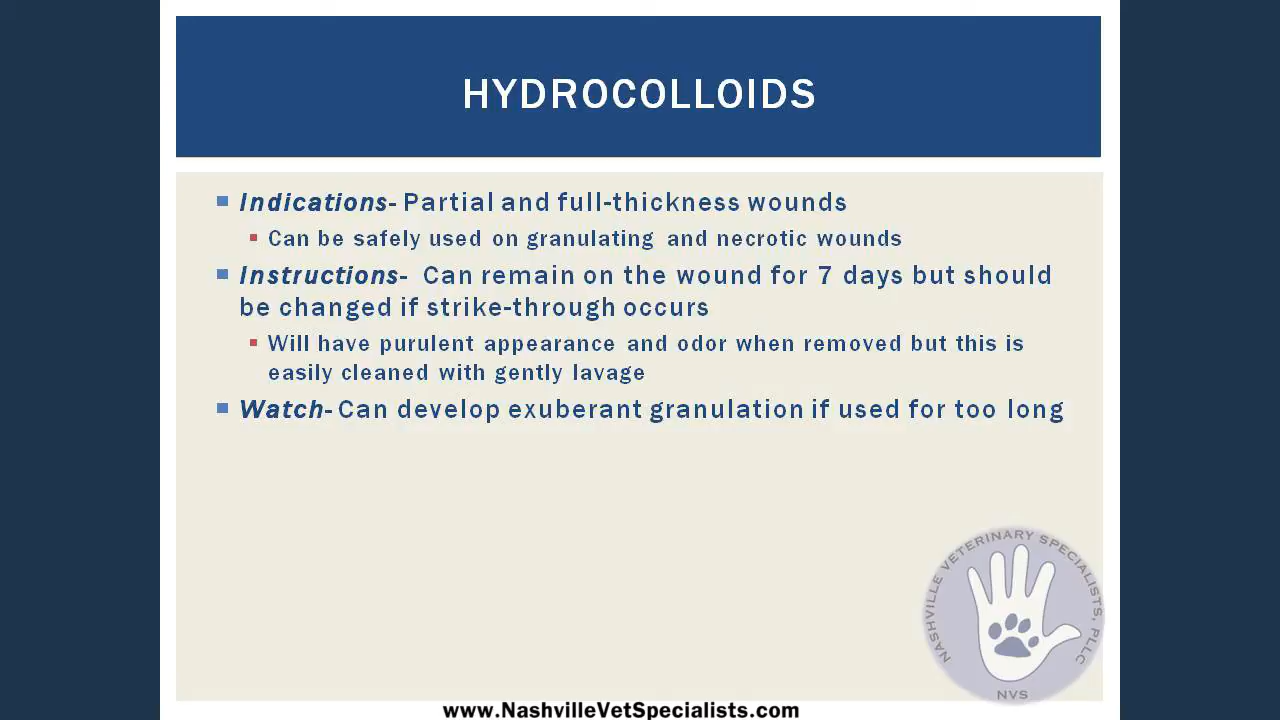 HYDROCOLLOIDS
Indications- Partial and full-thickness wounds
Can be safely used on granulating and necrotic wounds
Instructions- Can remain on the wound for 7 days but should
be changed if strike-through occurs
Will have purulent appearance and odor when removed but this is
easily cleaned with gently lavage
Watch- Can develop exuberant granulation if used for too long
NASHVILLE VETERINARY SPECIALISTS, PLLC
NVS
www.NashvilleVetSpecialists.com